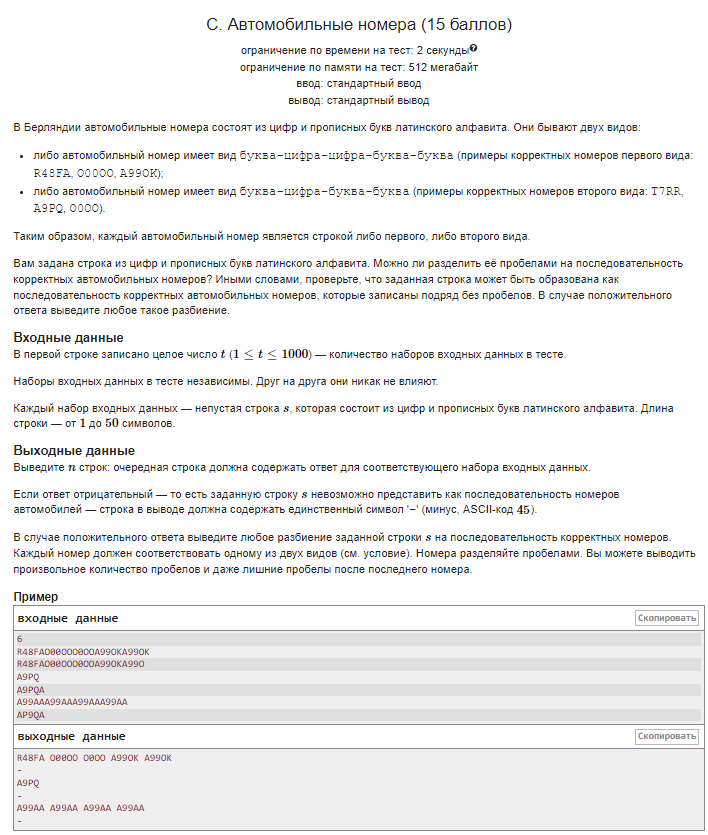 C. Автомобильные номера (15 баллов)
ограничение по времени на тест: 2 секунды?
ограничение по памяти на тест: 512 мегабайт
ввод: стандартный ввод
вывод: стандартный вывод
В Берляндии автомобильные номера состоят из цифр и прописных букв латинского алфавита. Они бывают двух видов:
• либо автомобильный номер имеет вид буква-цифра-цифра-буква-буква (примеры корректных номеров первого вида:
R48FA, O00OO, A99OK);
• либо автомобильный номер имеет вид буква-цифра-буква-буква (примеры корректных номеров второго вида: T7RR,
A9PQ, O0OO).
Таким образом, каждый автомобильный номер является строкой либо первого, либо второго вида.
Вам задана строка из цифр и прописных букв латинского алфавита. Можно ли разделить её пробелами на последовательность
корректных автомобильных номеров? Иными словами, проверьте, что заданная строка может быть образована как
последовательность корректных автомобильных номеров, которые записаны подряд без пробелов. В случае положительного
ответа выведите любое такое разбиение.
Входные данные
В первой строке записано целое число t (1 ≤ t ≤ 1000) — количество наборов входных данных в тесте.
Наборы входных данных в тесте независимы. Друг на друга они никак не влияют.
Каждый набор входных данных — непустая строка s, которая состоит из цифр и прописных букв латинского алфавита. Длина
строки — от 1 до 50 символов.
Выходные данные
Выведите n строк: очередная строка должна содержать ответ для соответствующего набора входных данных.
Если ответ отрицательный — то есть заданную строку s невозможно представить как последовательность номеров
автомобилей — строка в выводе должна содержать единственный символ '-' (минус, ASCII-код 45).
В случае положительного ответа выведите любое разбиение заданной строки s на последовательность корректных номеров.
Каждый номер должен соответствовать одному из двух видов (см. условие). Номера разделяйте пробелами. Вы можете выводить
произвольное количество пробелов и даже лишние пробелы после последнего номера.
Пример
входные данные
Скопировать
6
R48FAO00OOO0OOA99OKA99OK
R48FAO00OOO0OOA99OKA99O
A9PQ
A9PQA
A99AAA99AAA99AAA99AA
AP9QA
выходные данные
Скопировать
R48FA O00OO O0OO A99OK A99OK
-
A9PQ
-
A99AA A99AA A99AA A99AA
-